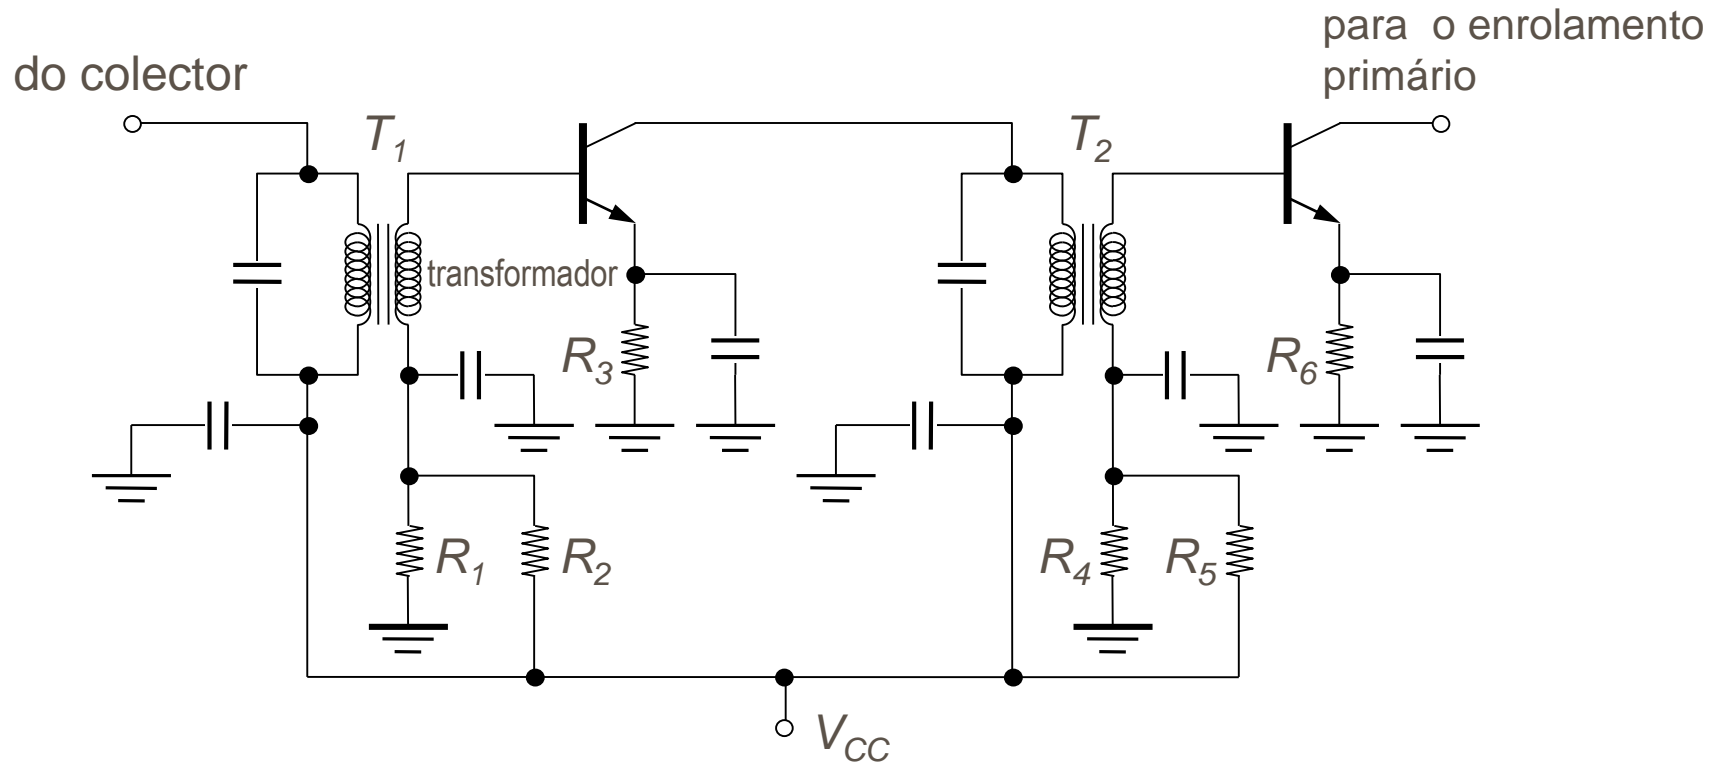 para o enrolamento
primário
do colector
T1
T2
transformador
R3
R6
R1
R2
R4
R5
VCC